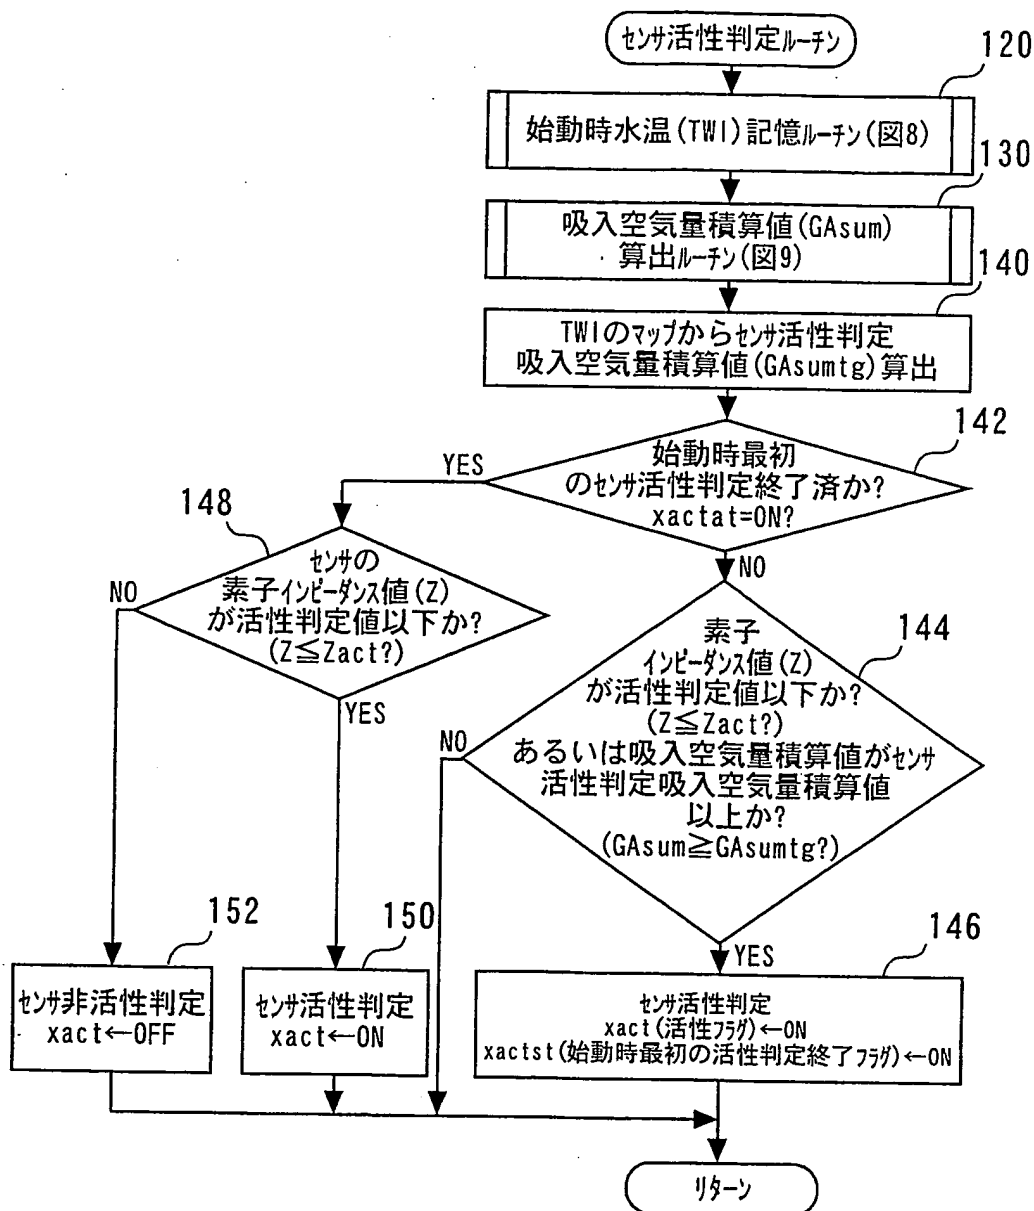 センサ活性判定ルーチン
120
始動時水温(TWI)記憶ルーチン(図8)
130
吸入空気量積算値(GAsum)
算出ルーチン(図9)
140
TWIのマップからセンサ活性判定
吸入空気量積算値(GAsumtg)算出
142
始動時最初
のセンサ活性判定終了済か?
xactat=ON?
YES
NO
148
センサの
素子インピーダンス値(Z)
が活性判定値以下か?
(Z≦Zact?)
NO
YES
144
素子
インピーダンス値(Z)
が活性判定値以下か?
(Z≦Zact?)
あるいは吸入空気量積算値がセンサ
活性判定吸入空気量積算値
以上か?
(GAsum≧GAsumtg?)
NO
YES
152
センサ非活性判定
xact←OFF
150
センサ活性判定
xact←ON
146
センサ活性判定
xact(活性フラグ)←ON
xactst(始動時最初の活性判定終了フラグ)←ON
リターン